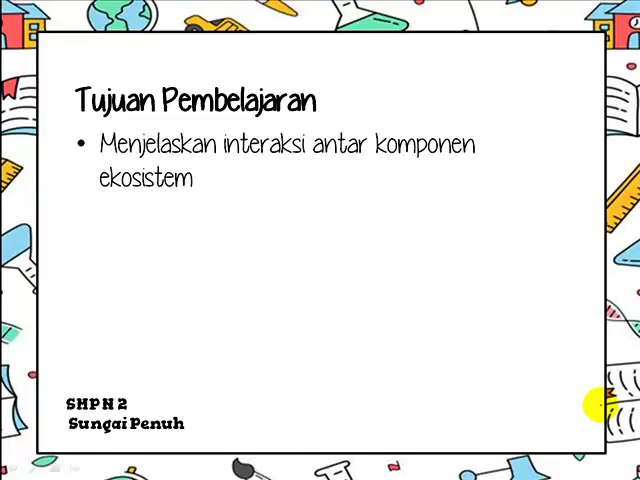 Tujuan Pembelajaran
• Menjelaskan interaksi antar komponen
ekosistem
SMP N 2
Sungai Penuh